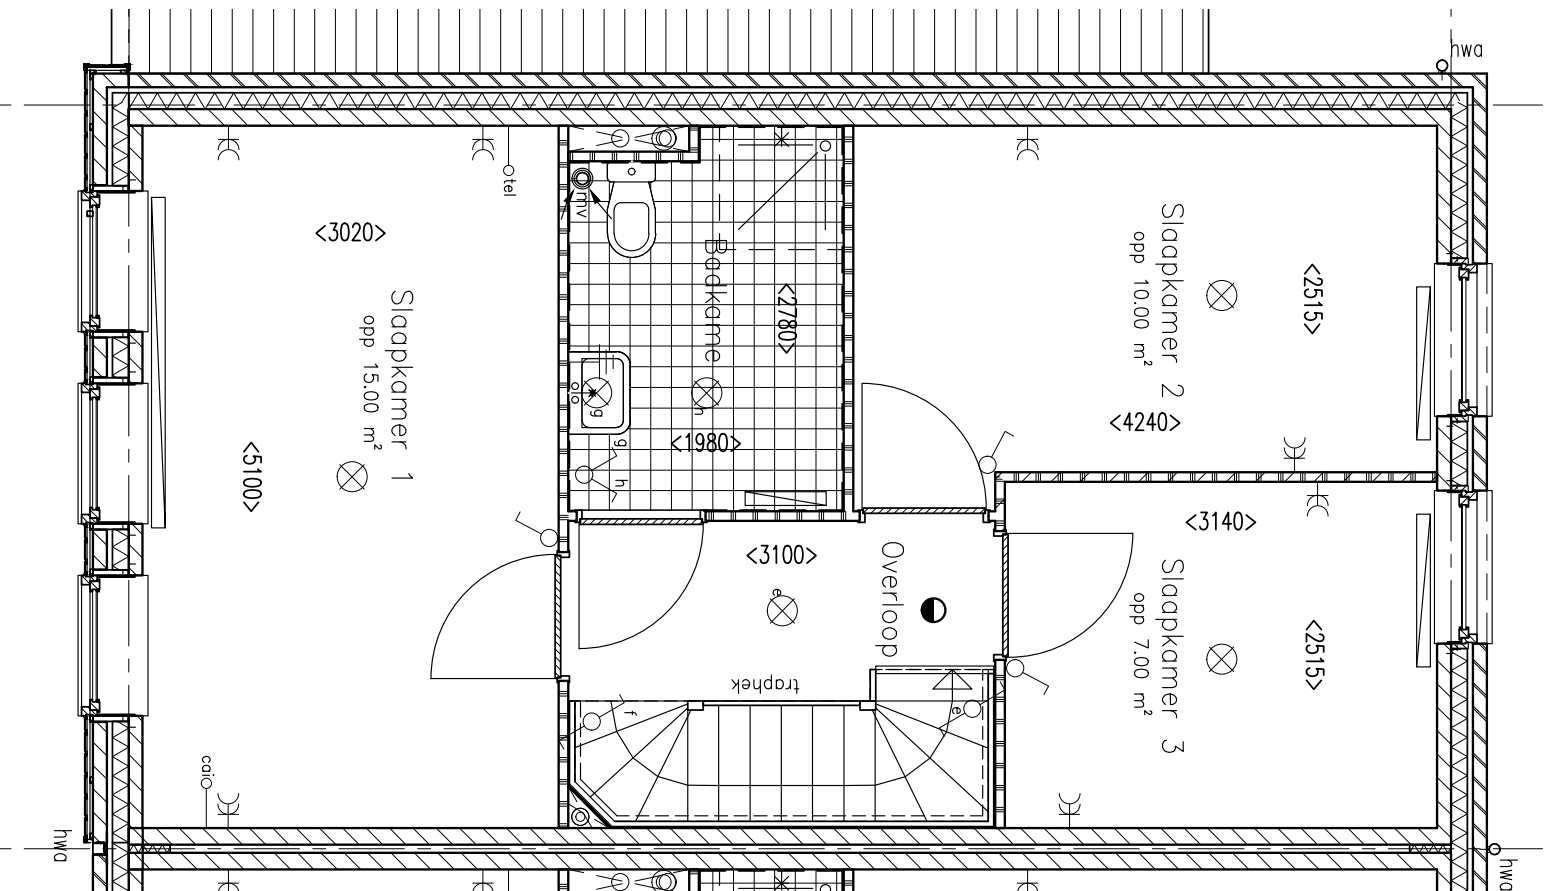 hwa
tel
<3020>
mv
Slaapkamer 1
opp 15.00 m²
<5100>
Badkame
<2780>
<1980>
g
g
h
h
Slaapkamer 2
opp 10.00 m²
<2515>
<4240>
<3140>
Slaapkamer 3
opp 7.00 m²
<2515>
<3100>
e
Overloop
traphek
e
f
cai
hwa
hwa